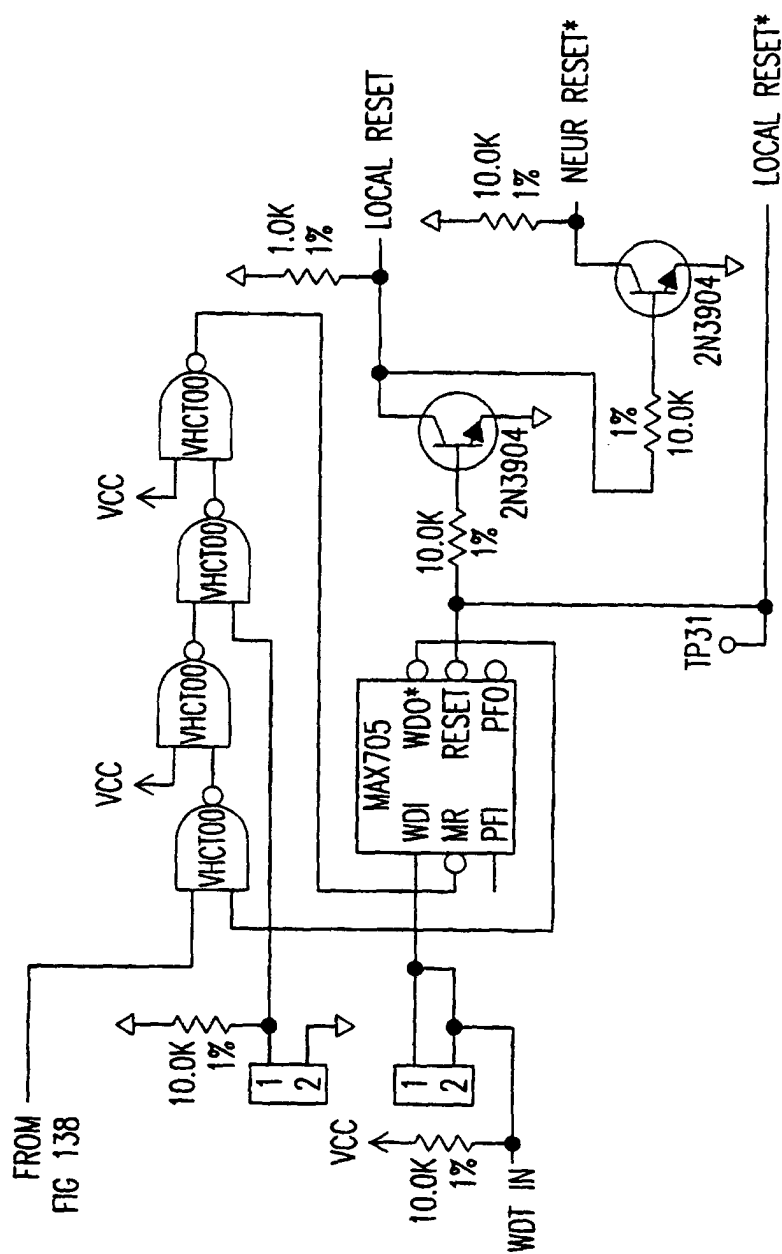 FROM
FIG 138
VCC
VCC
VHCT00
VHCT00
VHCT00
VHCT00
10.0K
1%
1
2
1.0K
1%
LOCAL RESET
10.0K
1%
NEUR RESET*
VCC
10.0K
1%
WDT IN
1
2
MAX705
WDI
WDO*
MR
RESET
PFI
PFO
10.0K
1%
2N3904
1%
10.0K
2N3904
TP31
LOCAL RESET*